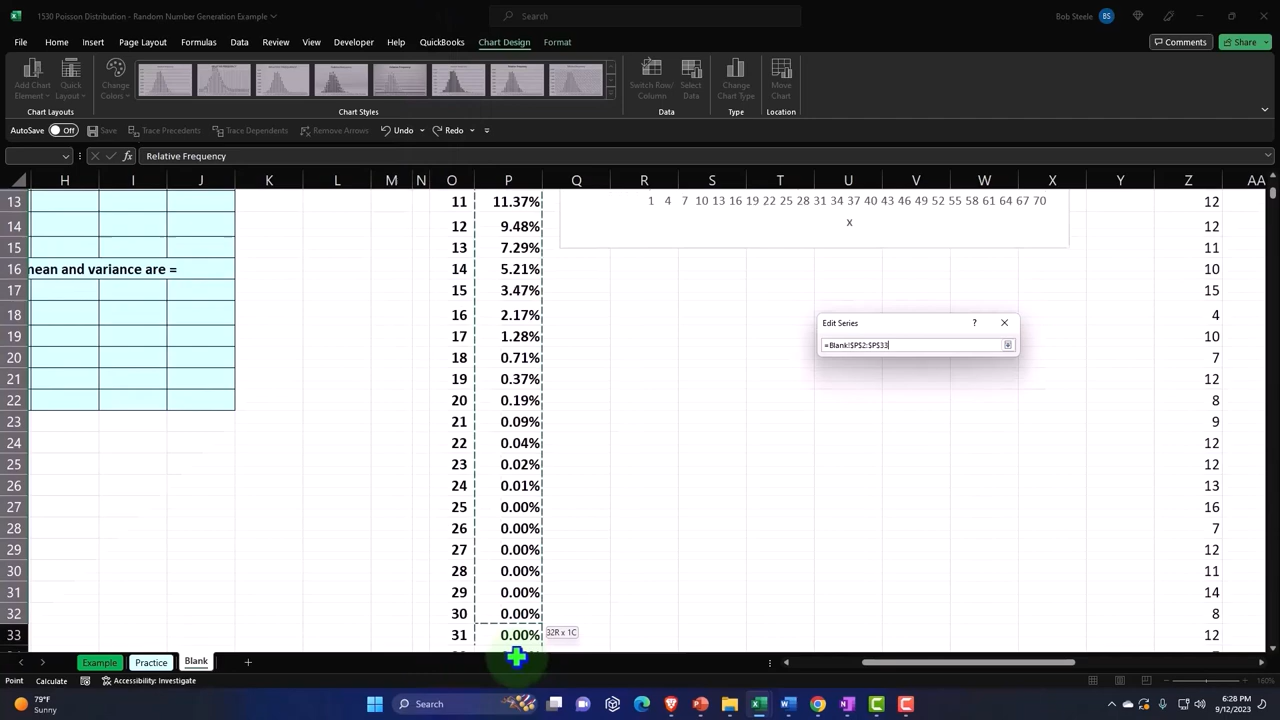 1530 Poisson Distribution - Random Number Generation Example
Search
Bob Steele BS
File Home Insert Page Layout Formulas Data Review View Developer Help QuickBooks Chart Design Format
Comments Share
Add Chart Element
Quick Layout
Change Colors
Switch Row/ Column
Select Data
Change Chart Type
Move Chart
Chart Layouts Chart Styles Data Type Location
AutoSave Off Save Trace Precedents Trace Dependents Remove Arrows Undo Redo
fx Relative Frequency
H I J K L M N O P Q R S T U V W X Y Z AA
13 11 11.37% 1 4 7 10 13 16 19 22 25 28 31 34 37 40 43 46 49 52 55 58 61 64 67 70 12
14 12 9.48% X 12
15 13 7.29% 11
16 mean and variance are = 14 5.21% 10
17 15 3.47% 15
18 16 2.17% 4
19 17 1.28% 10
20 18 0.71% 7
21 19 0.37% 12
22 20 0.19% 8
23 21 0.09% 9
24 22 0.04% 12
25 23 0.02% 12
26 24 0.01% 13
27 25 0.00% 16
28 26 0.00% 7
29 27 0.00% 12
30 28 0.00% 11
31 29 0.00% 14
32 30 0.00% 8
33 31 0.00% 12
Edit Series ?
=Blank!$P$2:$P$33
32R x 1C
Example Practice Blank
Point Calculate Accessibility: Investigate 160%
79°F
Sunny
Search
6:28 PM
9/12/2023